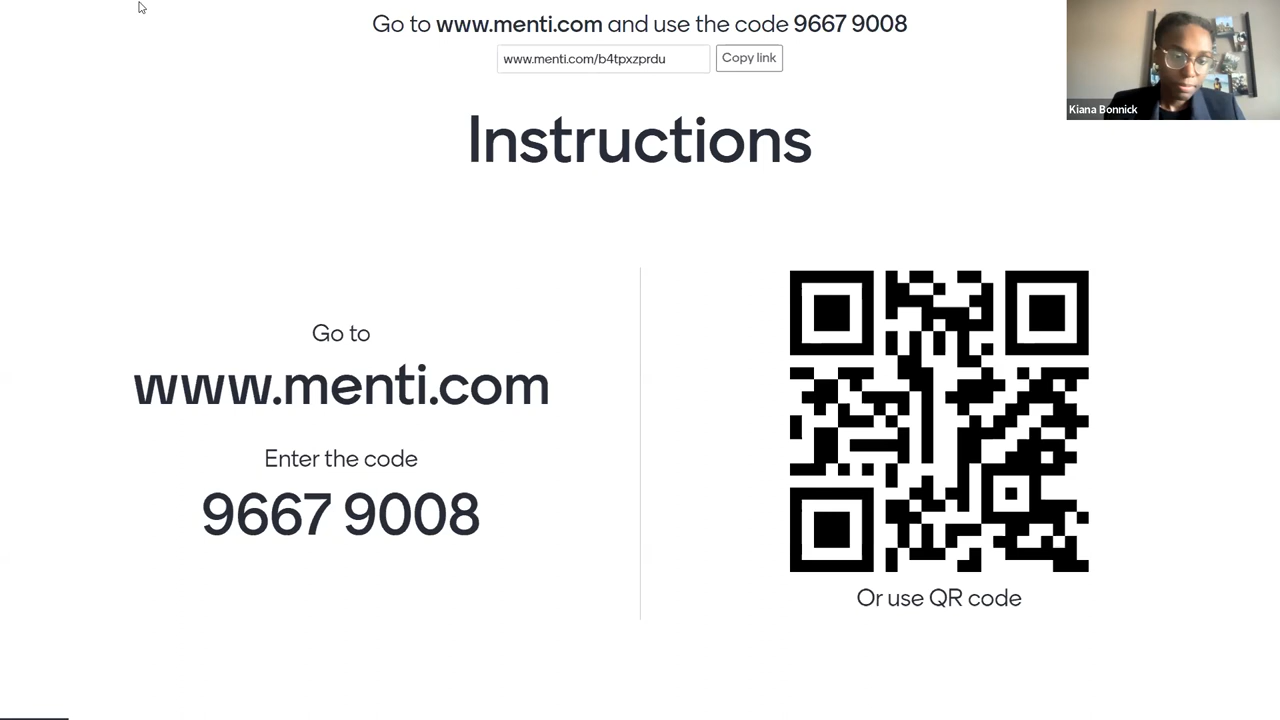 Go to www.menti.com and use the code 9667 9008
www.menti.com/b4tpxzprdu
Copy link
Kiana Bonnick
Instructions
Go to
www.menti.com
Enter the code
9667 9008
Or use QR code